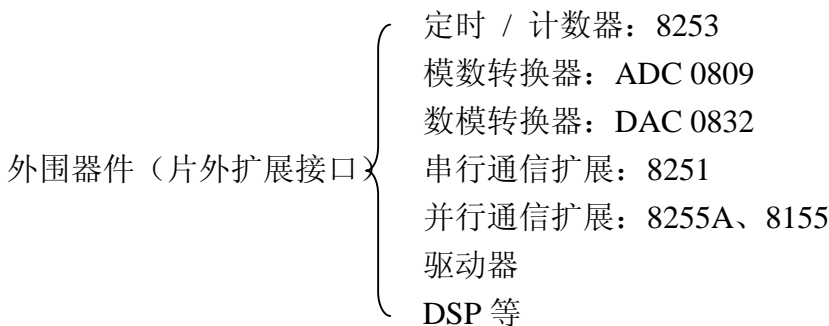 定时 / 计数器：8253
模数转换器：ADC 0809
数模转换器：DAC 0832
外围器件（片外扩展接口）
串行通信扩展：8251
并行通信扩展：8255A、8155
驱动器
DSP 等